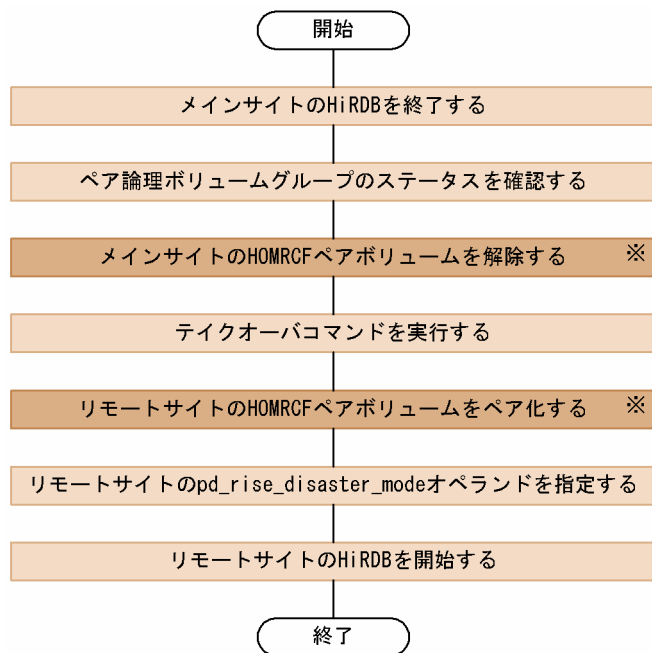 開始
メインサイトのHiRDBを終了する
ペア論理ボリュームグループのステータスを確認する
メインサイトのHOMRCFペアボリュームを解除する ※
テイクオーバコマンドを実行する
リモートサイトのHOMRCFペアボリュームをペア化する ※
リモートサイトのpd_rise_disaster_modeオペランドを指定する
リモートサイトのHiRDBを開始する
終了